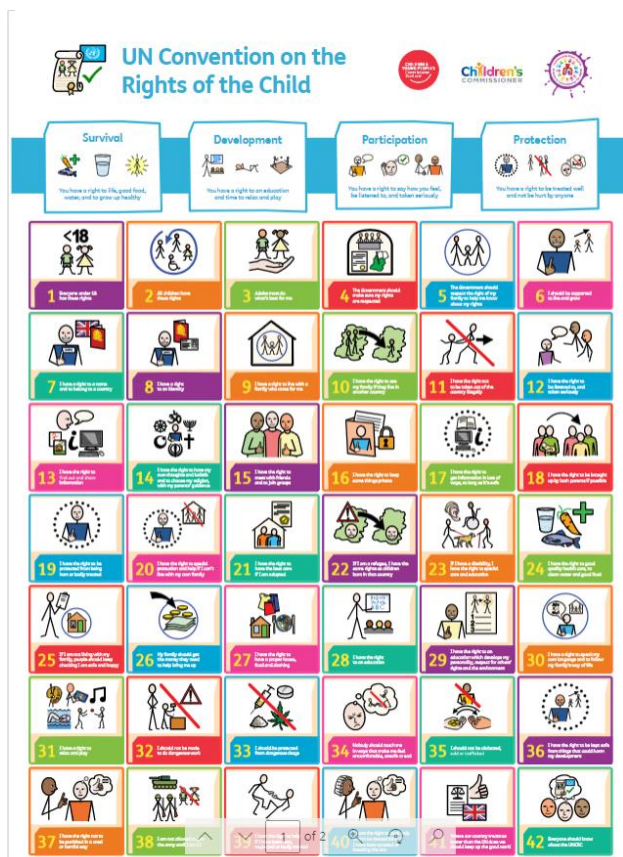 UN Convention on the
Rights of the Child
CHILDREN & YOUNG PEOPLE'S
Children's
COMMISSIONER
Survival
You have a right to life, good food,
water, and to grow up healthy
Development
You have a right to an education
and time to relax and play
Participation
You have a right to say how you feel,
be listened to, and taken seriously
Protection
You have a right to be treated well
and not be hurt by anyone
<18
1 Everyone under 18
has these rights
2 All children have
these rights
3 Adults must do
what's best for me
4 The Government should
make sure my rights
are respected
5 The Government should
respect the right of my
family to help me know
about my rights
6 I should be supported
to live and grow
7 I have a right to a name
and to belong to a country
8 I have a right
to an identity
9 I have a right to live with a
family who cares for me
10 I have the right to see
my family if they live in
another country
11 I have the right not
to be taken out of the
country illegally
12 I have the right to
be listened to, and
taken seriously
13 I have the right to
find out and share
information
14 I have the right to have my
own thoughts and beliefs
and to choose my religion,
with my parents' guidance
15 I have the right to
meet with friends
and to join groups
16 I have the right to keep
some things private
17 I have the right to
get information in lots of
ways, so long as it's safe
18 I have the right to be brought
up by both parents if possible
19 I have the right to be
protected from being
hurt or badly treated
20 I have the right to special
protection and help if I can't
live with my own family
21 I have the right to
have the best care
if I am adopted
22 If I am a refugee, I have the
same rights as children
born in that country
23 If I have a disability, I
have the right to special
care and education
24 I have the right to good
quality health care, to
clean water and good food
25 If I am not living with my
family, people should keep
checking I am safe and happy
26 My family should get
the money they need
to help bring me up
27 I have the right to
have a proper house,
food and clothing
28 I have the right
to an education
29 I have the right to an
education which develops my
personality, respect for others'
rights and the environment
30 I have a right to speak my
own language and to follow
my family's way of life
31 I have a right to
relax and play
32 I should not be made
to do dangerous work
33 I should be protected
from dangerous drugs
34 Nobody should touch me
in ways that make me feel
uncomfortable, unsafe or sad
35 I should not be abducted,
sold or trafficked
36 I have the right to be kept safe
from things that could harm
my development
37 I have the right not to
be punished in a cruel
or hurtful way
38 I am not allowed
39
1 of 2
40
41
42 Everyone should know
about the UNCRC